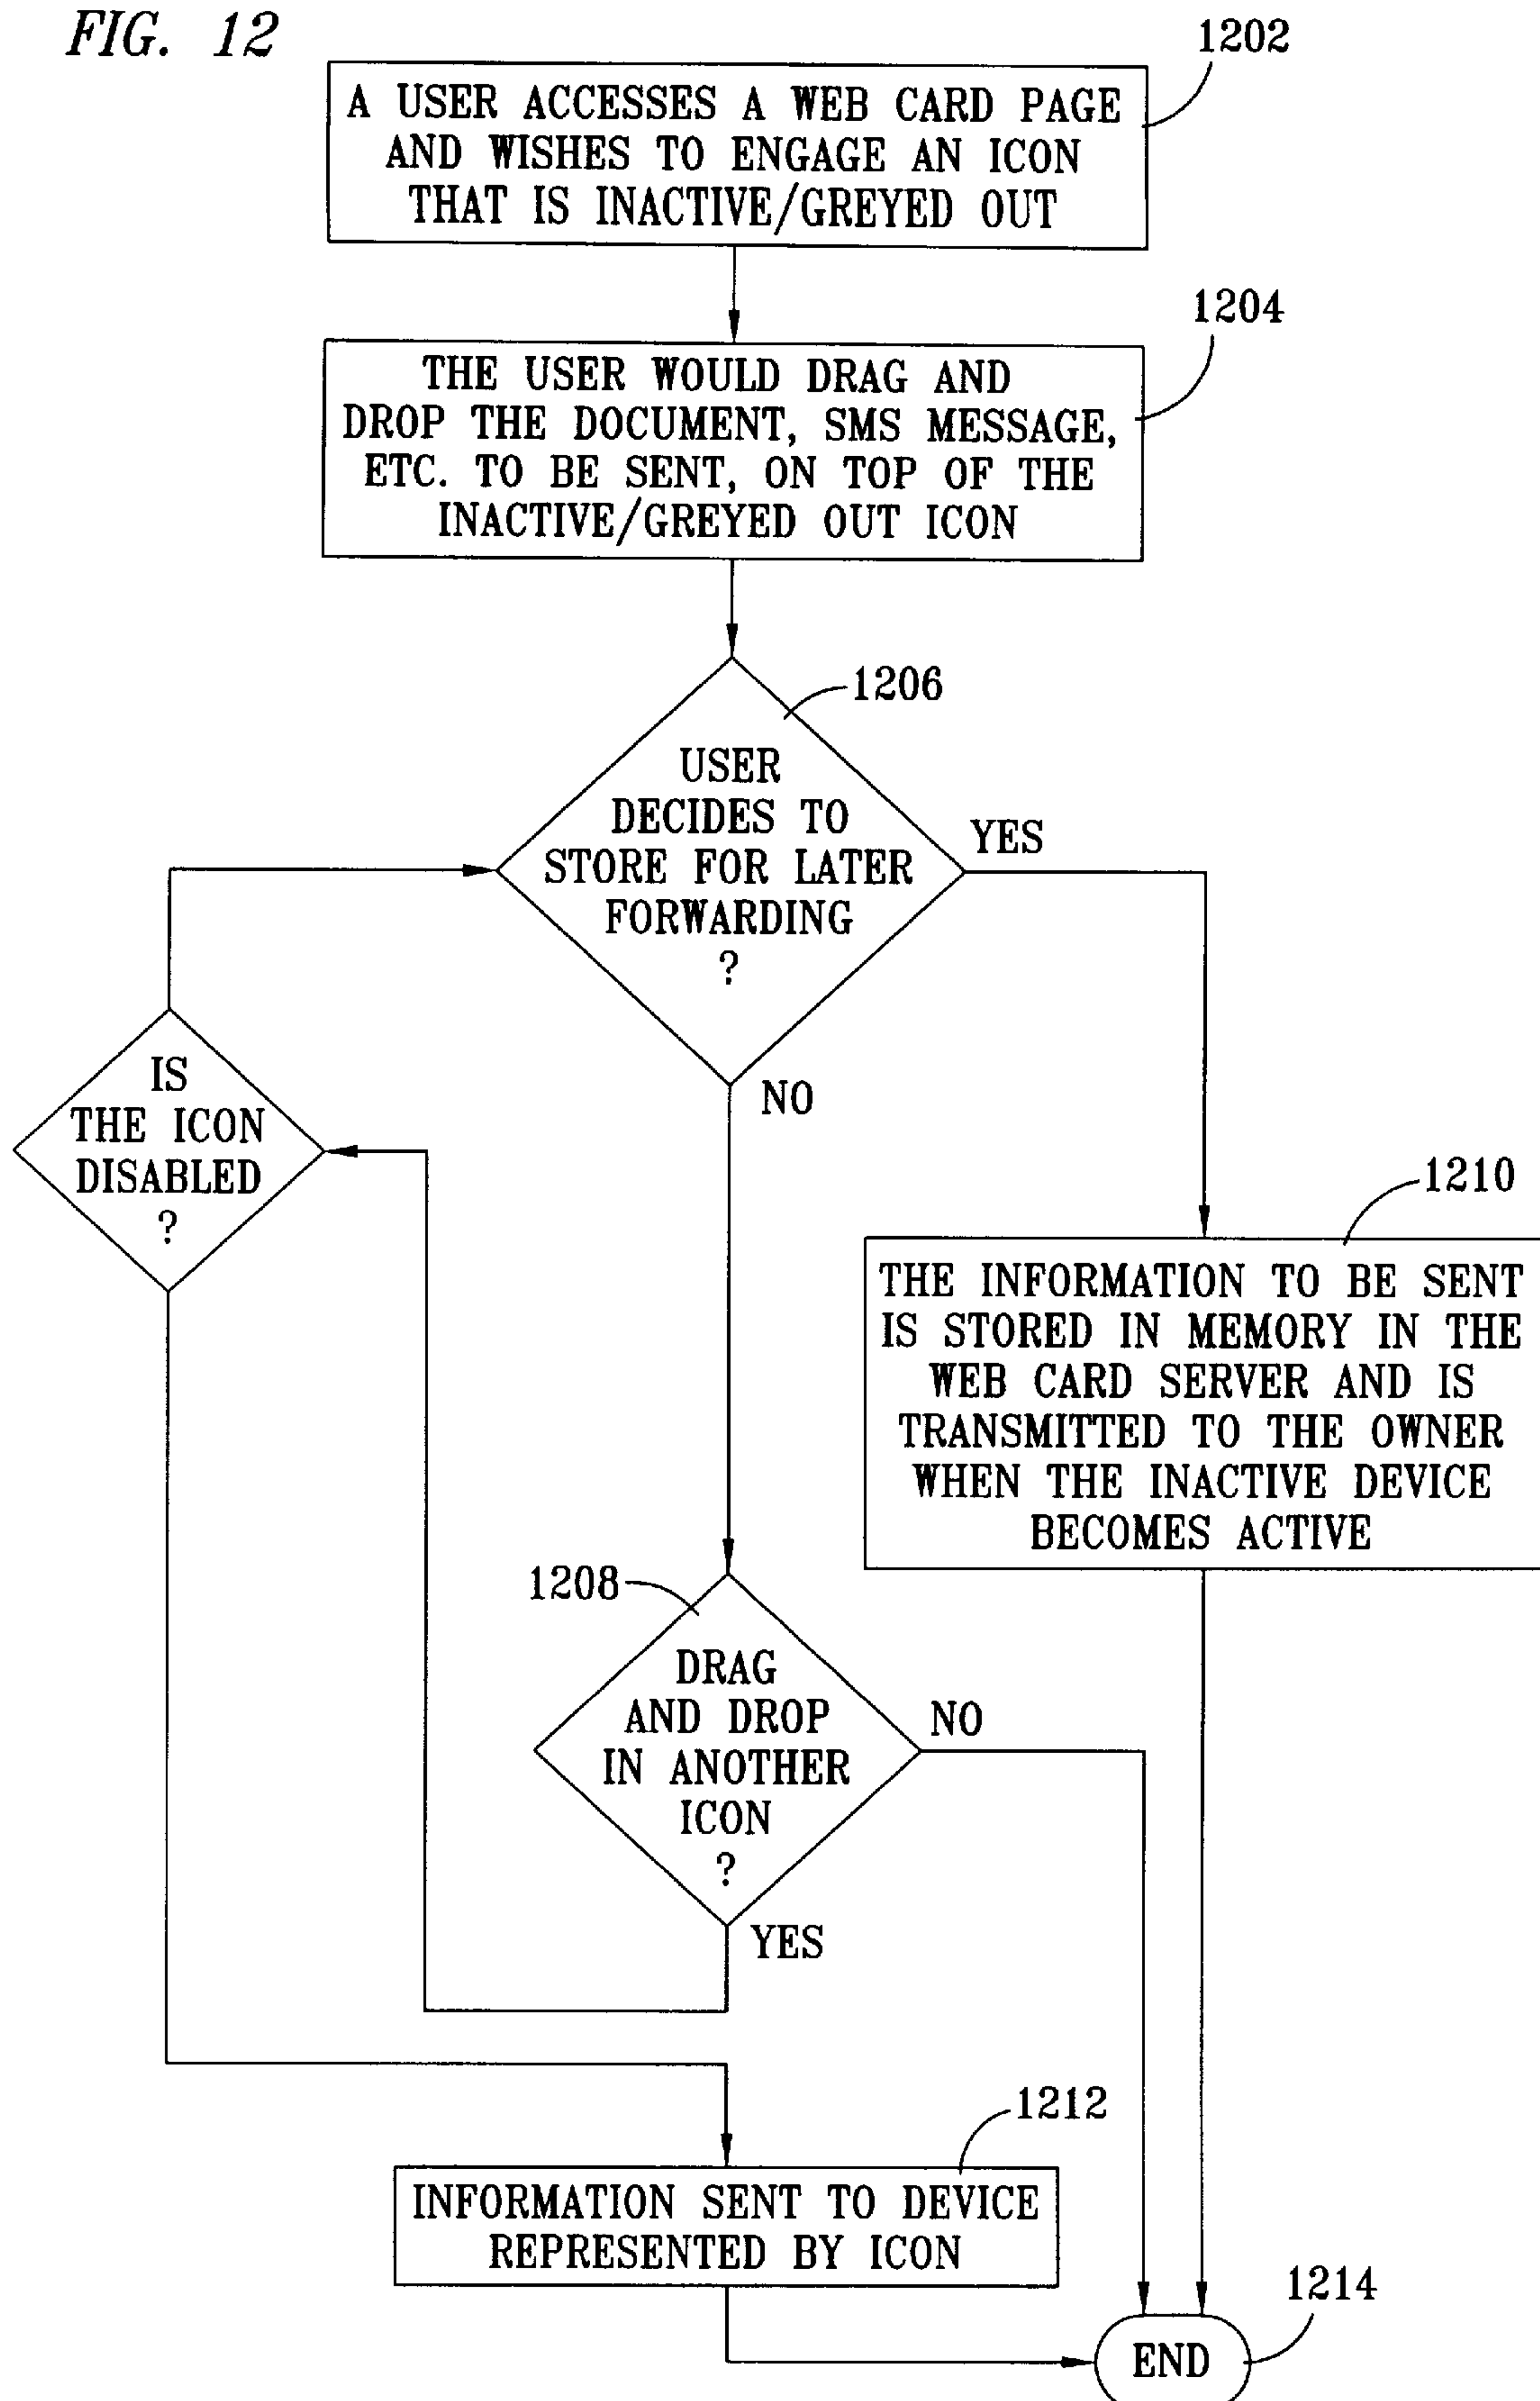 FIG. 12
1202
A USER ACCESSES A WEB CARD PAGE
AND WISHES TO ENGAGE AN ICON
THAT IS INACTIVE/GREYED OUT
1204
THE USER WOULD DRAG AND
DROP THE DOCUMENT, SMS MESSAGE,
ETC. TO BE SENT, ON TOP OF THE
INACTIVE/GREYED OUT ICON
1206
USER
DECIDES TO
STORE FOR LATER
FORWARDING
?
YES
NO
IS
THE ICON
DISABLED
?
1210
THE INFORMATION TO BE SENT
IS STORED IN MEMORY IN THE
WEB CARD SERVER AND IS
TRANSMITTED TO THE OWNER
WHEN THE INACTIVE DEVICE
BECOMES ACTIVE
1208
DRAG
AND DROP
IN ANOTHER
ICON
?
NO
YES
1212
INFORMATION SENT TO DEVICE
REPRESENTED BY ICON
1214
END